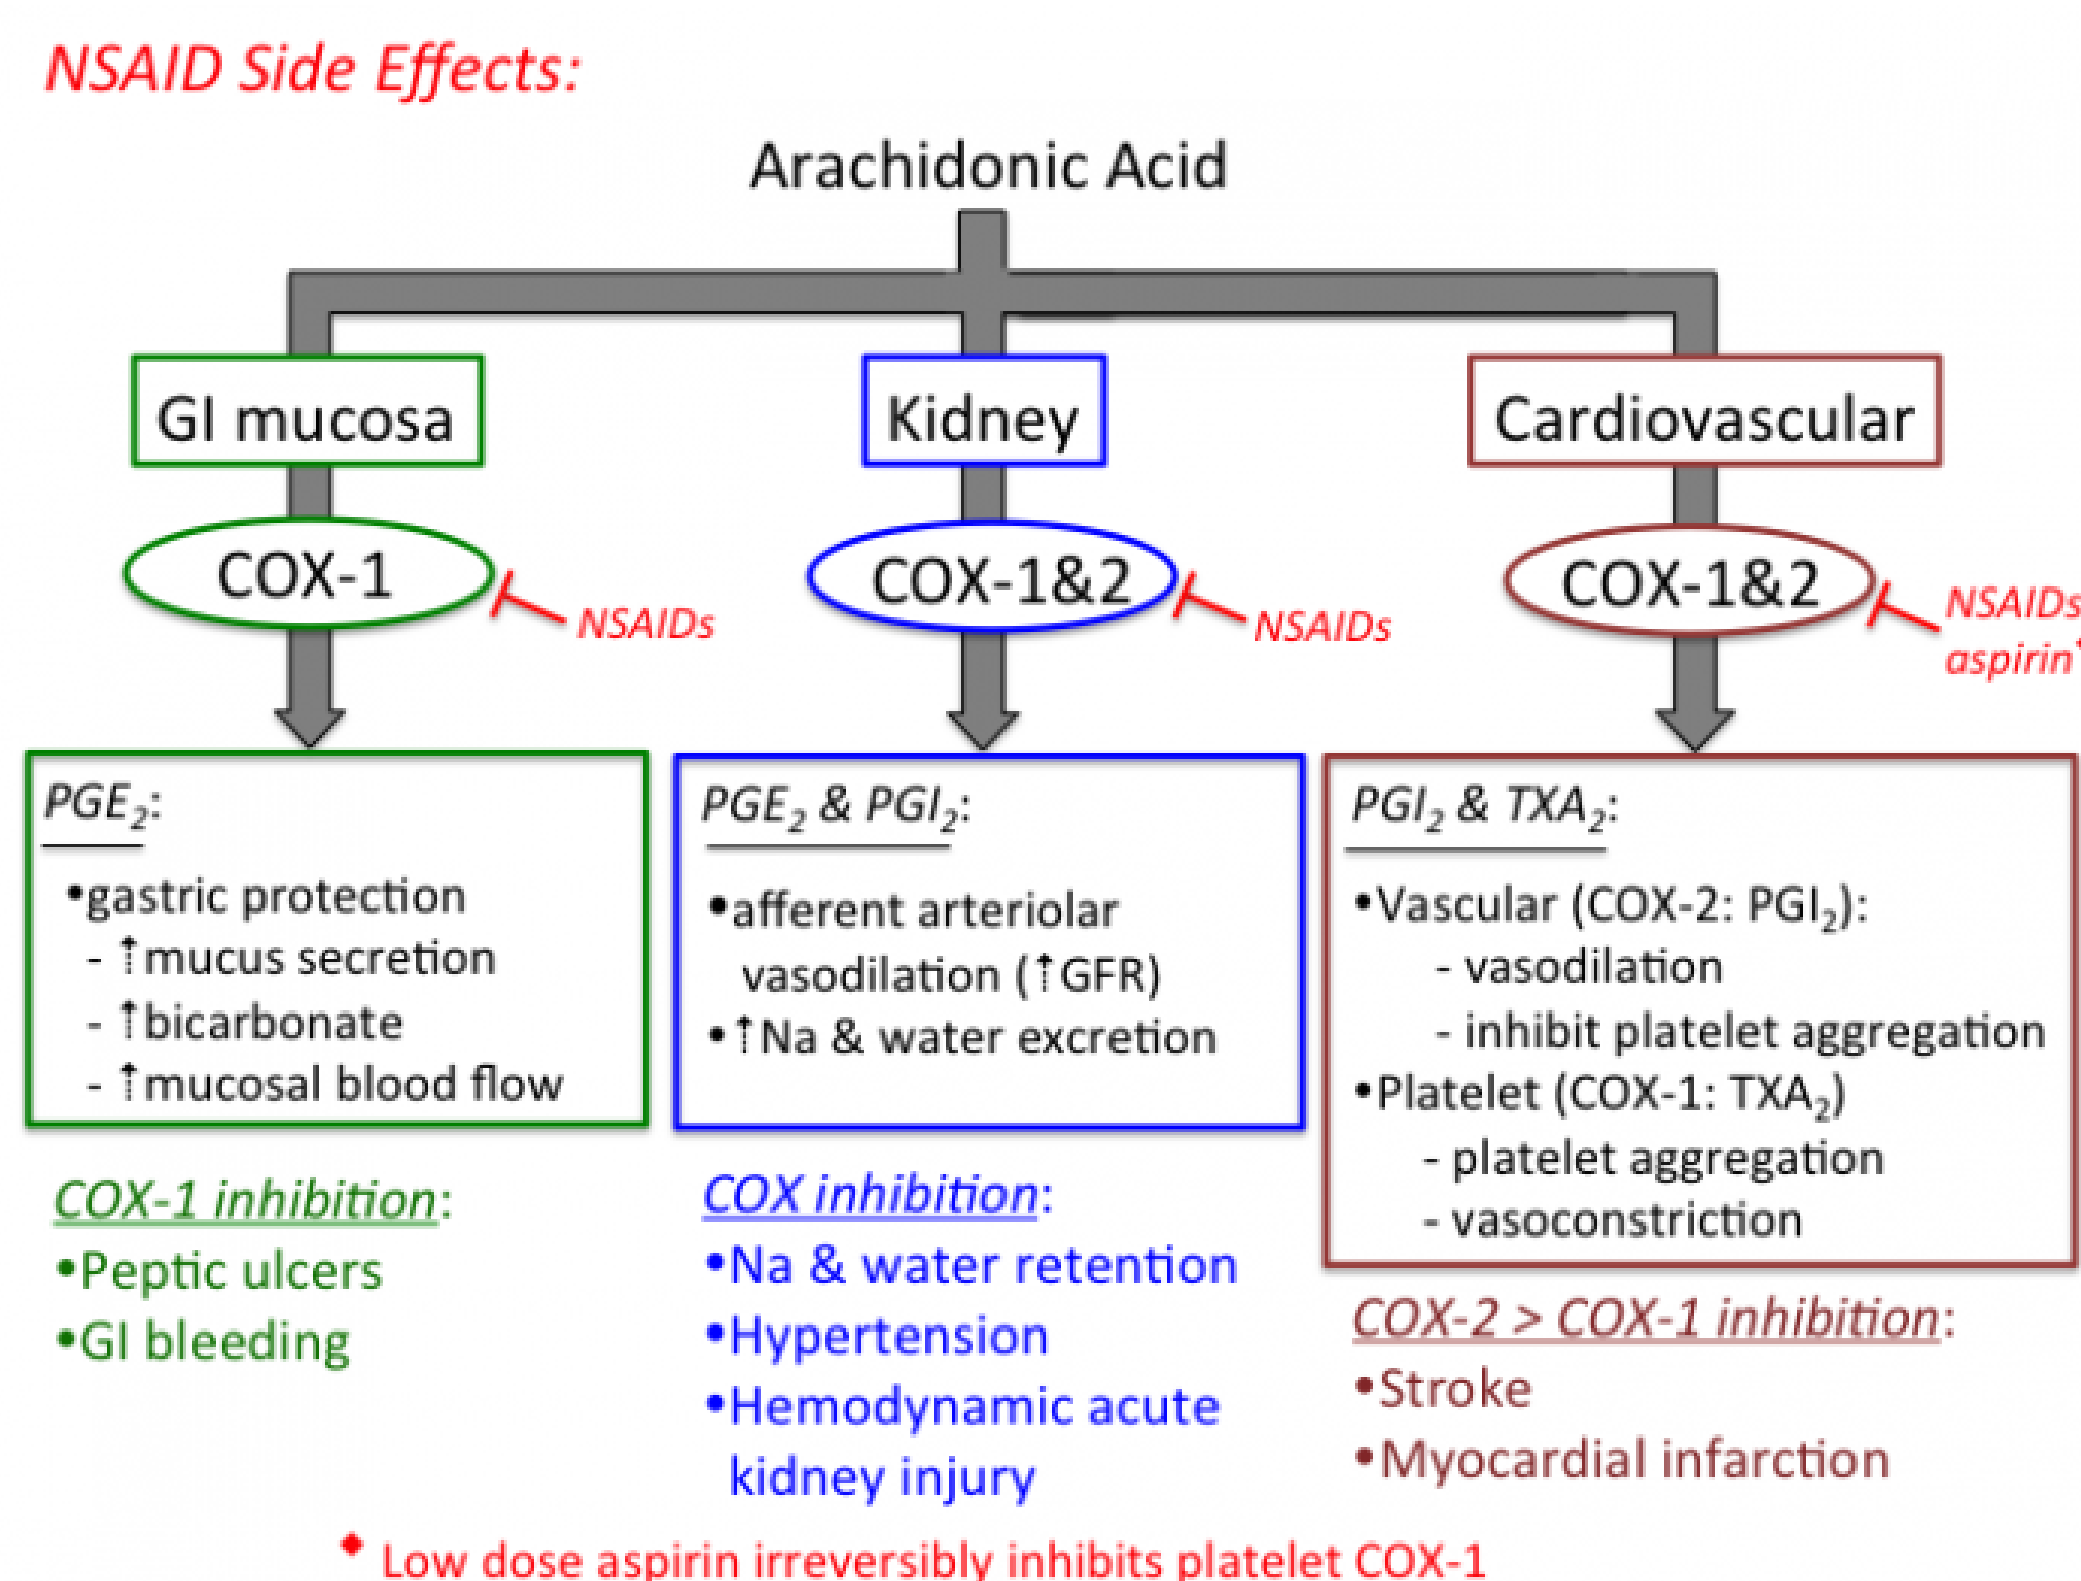 NSAID Side Effects:
Arachidonic Acid
GI mucosa
Kidney
Cardiovascular
COX-1
NSAIDs
COX-1&2
NSAIDs
COX-1&2
NSAIDs
aspirin
PGE₂:
•gastric protection
- ↑mucus secretion
- ↑bicarbonate
- ↑mucosal blood flow
COX-1 inhibition:
•Peptic ulcers
•GI bleeding
PGE₂ & PGI₂:
•afferent arteriolar
vasodilation (↑GFR)
•↑Na & water excretion
COX inhibition:
•Na & water retention
•Hypertension
•Hemodynamic acute
kidney injury
PGI₂ & TXA₂:
•Vascular (COX-2: PGI₂):
- vasodilation
- inhibit platelet aggregation
•Platelet (COX-1: TXA₂)
- platelet aggregation
- vasoconstriction
COX-2 > COX-1 inhibition:
•Stroke
•Myocardial infarction
♦ Low dose aspirin irreversibly inhibits platelet COX-1